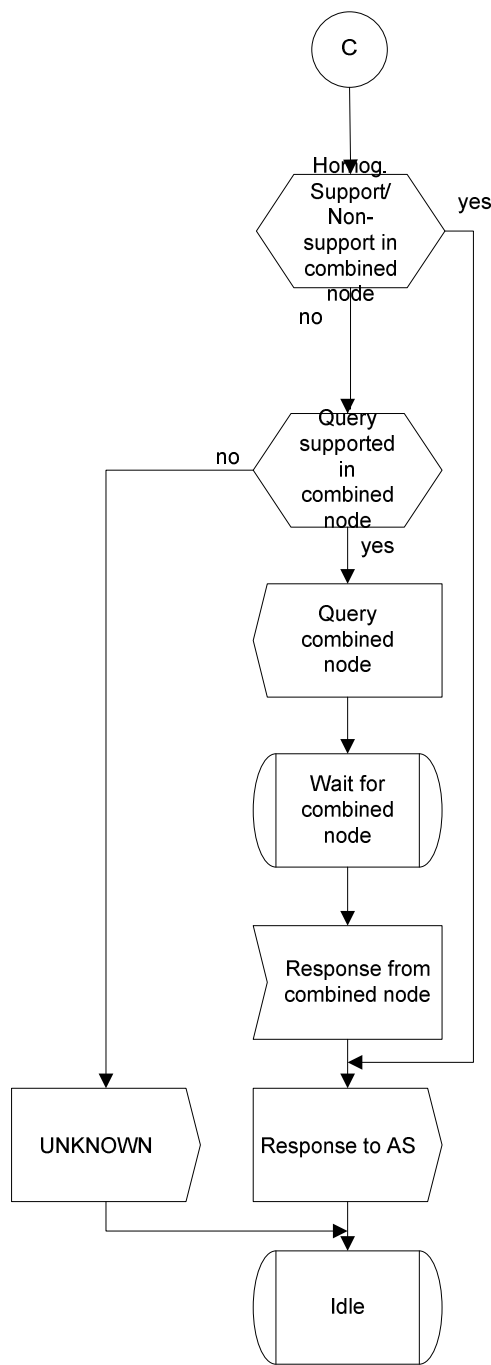 C
Homog.
Support/
Non-
support in
combined
node
yes
no
Query
supported
in
combined
node
no
yes
Query
combined
node
Wait for
combined
node
Response from
combined node
UNKNOWN
Response to AS
Idle